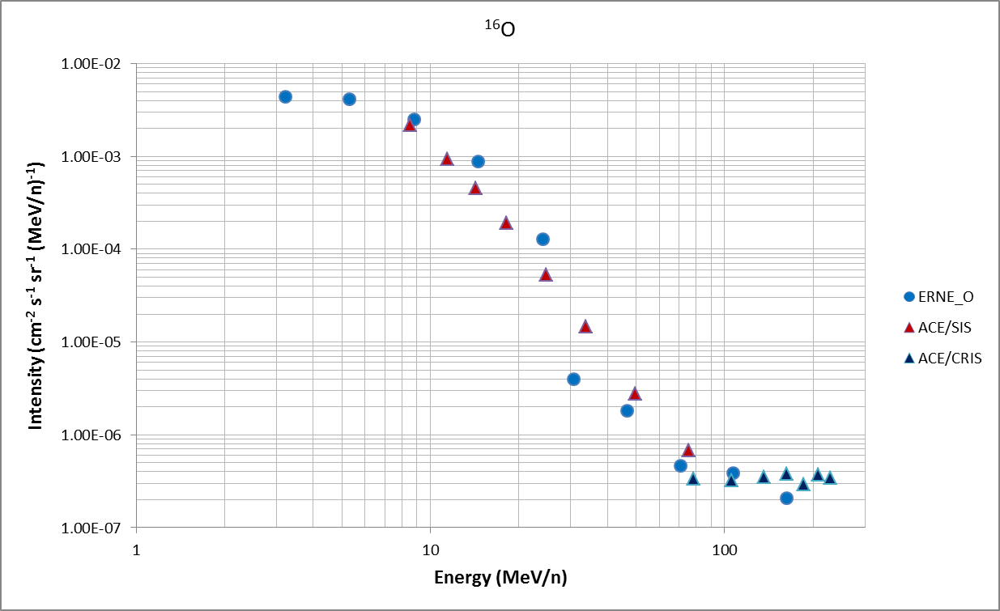 ¹⁶O
1.00E-02
1.00E-03
1.00E-04
1.00E-05
1.00E-06
1.00E-07
Intensity (cm⁻² s⁻¹ sr⁻¹ (MeV/n)⁻¹)
1 10 100
Energy (MeV/n)
ERNE_O
ACE/SIS
ACE/CRIS